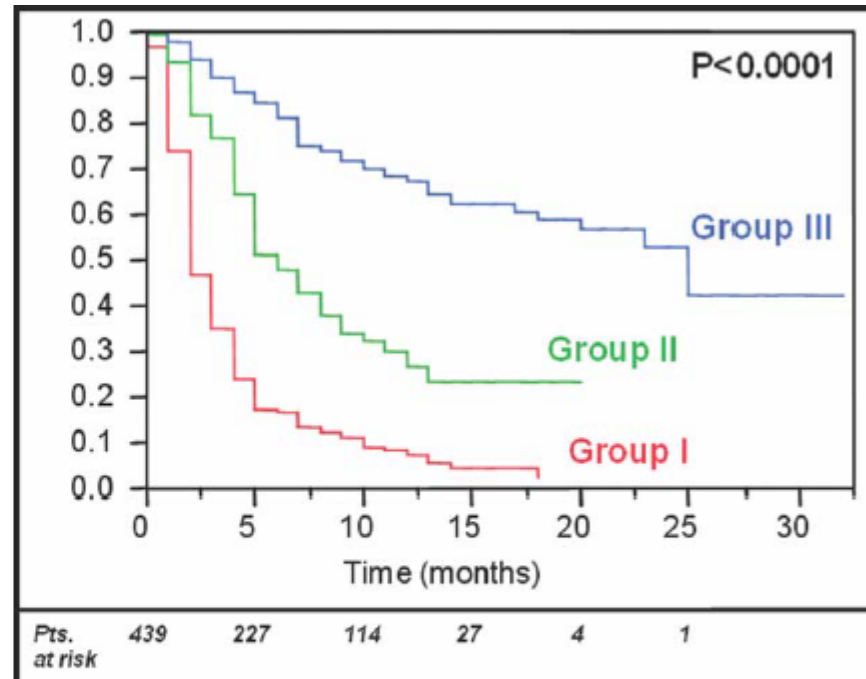 1.0
P<0.0001
0.9
0.8
0.7
0.6
Group III
0.5
0.4
0.3
Group II
0.2
0.1
Group I
0.0
0 5 10 15 20 25 30
Time (months)
Pts. 439 227 114 27 4 1
at risk